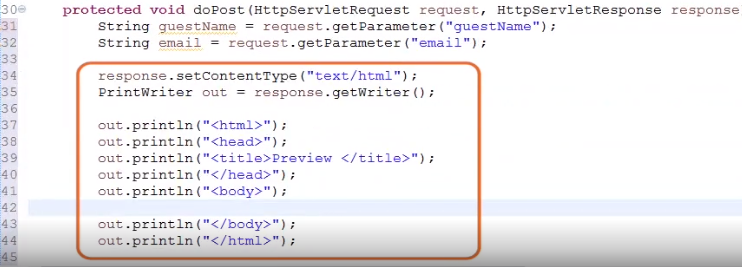 30 protected void doPost(HttpServletRequest request, HttpServletResponse response
31 String guestName = request.getParameter("guestName");
32 String email = request.getParameter("email");
33
34 response.setContentType("text/html");
35 PrintWriter out = response.getWriter();
36
37 out.println("<html>");
38 out.println("<head>");
39 out.println("<title>Preview </title>");
40 out.println("</head>");
41 out.println("<body>");
42
43 out.println("</body>");
44 out.println("</html>");
45